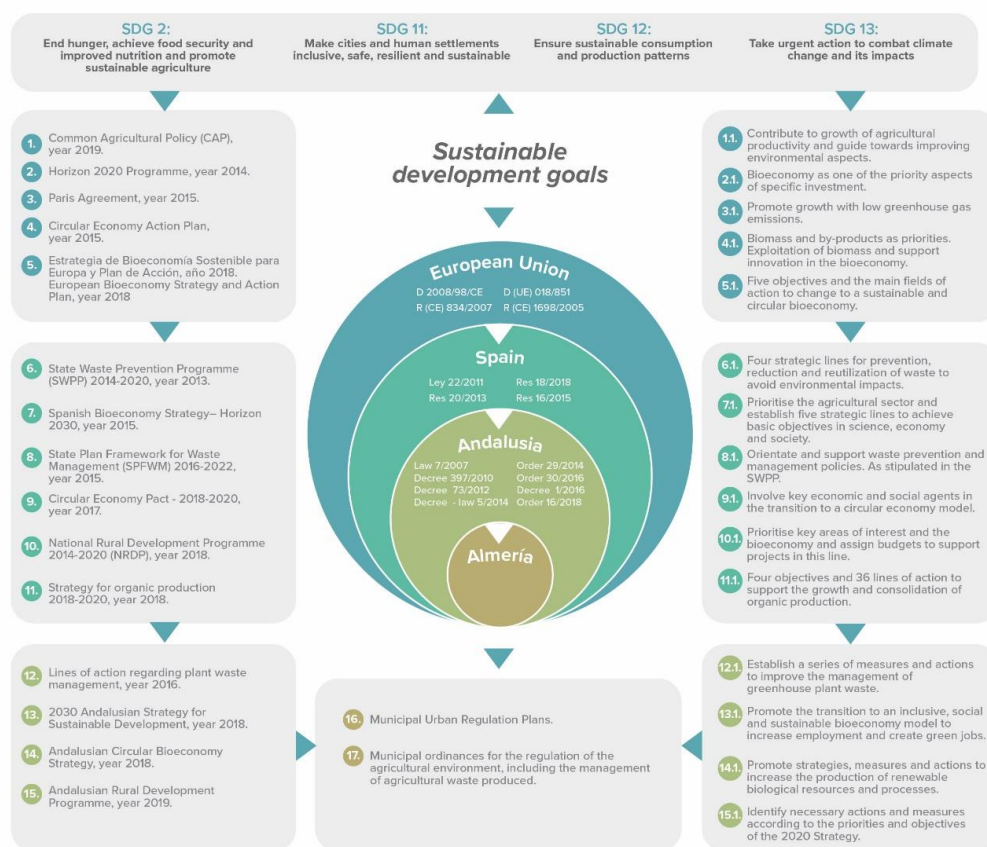 SDG 2:
End hunger, achieve food security and
improved nutrition and promote
sustainable agriculture
SDG 11:
Make cities and human settlements
inclusive, safe, resilient and sustainable
SDG 12:
Ensure sustainable consumption
and production patterns
SDG 13:
Take urgent action to combat climate
change and its impacts
1. Common Agricultural Policy (CAP),
year 2019.
2. Horizon 2020 Programme, year 2014.
3. Paris Agreement, year 2015.
4. Circular Economy Action Plan,
year 2015.
5. Estrategia de Bioeconomía Sostenible para
Europa y Plan de Acción, año 2018.
European Bioeconomy Strategy and Action
Plan, year 2018
6. State Waste Prevention Programme
(SWPP) 2014-2020, year 2013.
7. Spanish Bioeconomy Strategy– Horizon
2030, year 2015.
8. State Plan Framework for Waste
Management (SPFWM) 2016-2022,
year 2015.
9. Circular Economy Pact - 2018-2020,
year 2017.
10. National Rural Development Programme
2014-2020 (NRDP), year 2018.
11. Strategy for organic production
2018-2020, year 2018.
12. Lines of action regarding plant waste
management, year 2016.
13. 2030 Andalusian Strategy for
Sustainable Development, year 2018.
14. Andalusian Circular Bioeconomy
Strategy, year 2018.
15. Andalusian Rural Development
Programme, year 2019.
Sustainable
development goals
European Union
D 2008/98/CE D (UE) 018/851
R (CE) 834/2007 R (CE) 1698/2005
Spain
Ley 22/2011 Res 18/2018
Res 20/2013 Res 16/2015
Andalusia
Law 7/2007 Order 29/2014
Decree 397/2010 Order 30/2016
Decree 73/2012 Decree 1/2016
Decree - law 5/2014 Order 16/2018
Almería
16. Municipal Urban Regulation Plans.
17. Municipal ordinances for the regulation of the
agricultural environment, including the management
of agricultural waste produced.
1.1. Contribute to growth of agricultural
productivity and guide towards improving
environmental aspects.
2.1. Bioeconomy as one of the priority aspects
of specific investment.
3.1. Promote growth with low greenhouse gas
emissions.
4.1. Biomass and by-products as priorities.
Exploitation of biomass and support
innovation in the bioeconomy.
5.1. Five objectives and the main fields of
action to change to a sustainable and
circular bioeconomy.
6.1. Four strategic lines for prevention,
reduction and reutilization of waste to
avoid environmental impacts.
7.1. Prioritise the agricultural sector and
establish five strategic lines to achieve
basic objectives in science, economy
and society.
8.1. Orientate and support waste prevention and
management policies. As stipulated in the
SWPP.
9.1. Involve key economic and social agents in
the transition to a circular economy model.
10.1. Prioritise key areas of interest and the
bioeconomy and assign budgets to support
projects in this line.
11.1. Four objectives and 36 lines of action to
support the growth and consolidation of
organic production.
12.1. Establish a series of measures and actions
to improve the management of
greenhouse plant waste.
13.1. Promote the transition to an inclusive, social
and sustainable bioeconomy model to
increase employment and create green jobs.
14.1. Promote strategies, measures and actions to
increase the production of renewable
biological resources and processes.
15.1. Identify necessary actions and measures
according to the priorities and objectives
of the 2020 Strategy.